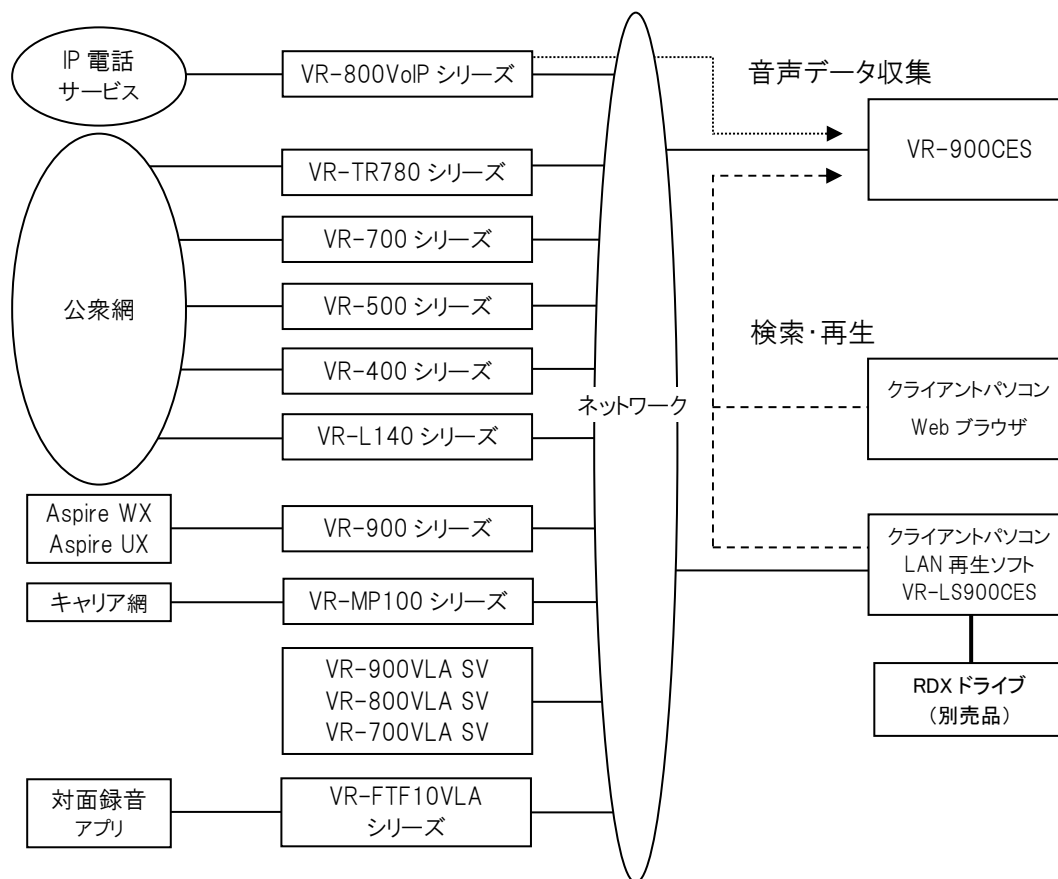 IP 電話
サービス
VR-800VoIP シリーズ
音声データ収集
VR-900CES
VR-TR780 シリーズ
VR-700 シリーズ
公衆網
VR-500 シリーズ
検索・再生
VR-400 シリーズ
ネットワーク
クライアントパソコン
Web ブラウザ
VR-L140 シリーズ
Aspire WX
Aspire UX
VR-900 シリーズ
クライアントパソコン
LAN 再生ソフト
VR-LS900CES
キャリア網
VR-MP100 シリーズ
VR-900VLA SV
VR-800VLA SV
VR-700VLA SV
RDX ドライブ
（別売品）
対面録音
アプリ
VR-FTF10VLA
シリーズ